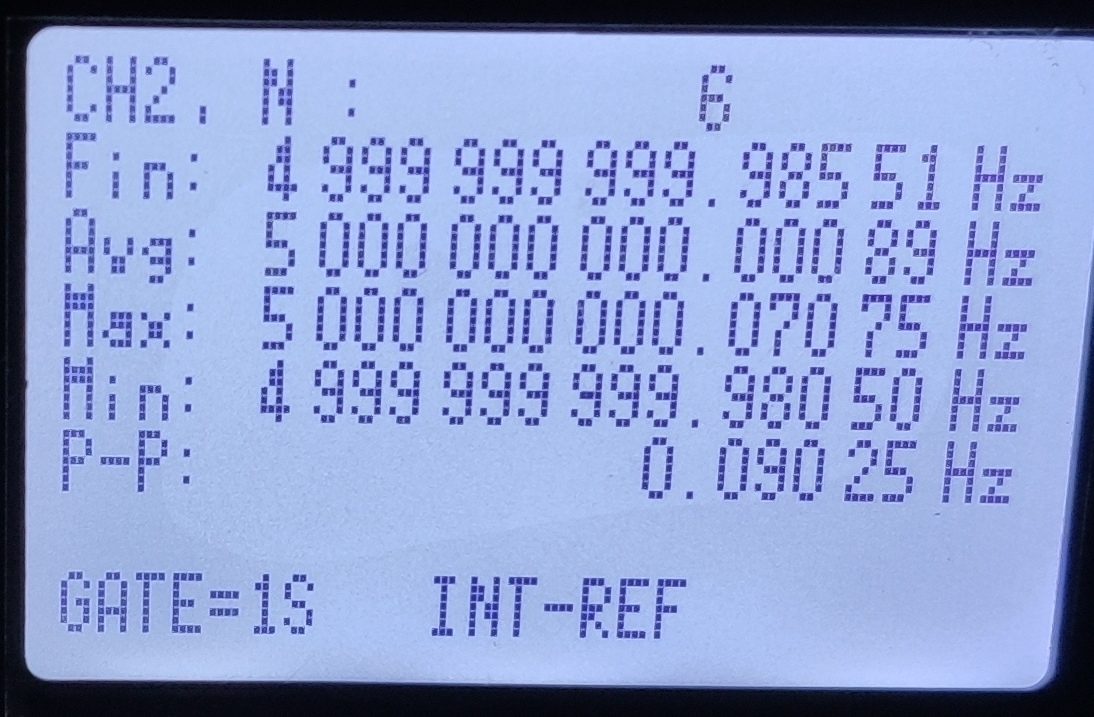 CH2, N : 6
Fin: 4 999 999 999.985 51 Hz
Avg: 5 000 000 000.000 89 Hz
Max: 5 000 000 000.070 75 Hz
Min: 4 999 999 999.980 50 Hz
P-P: 0.090 25 Hz
GATE=1S INT-REF